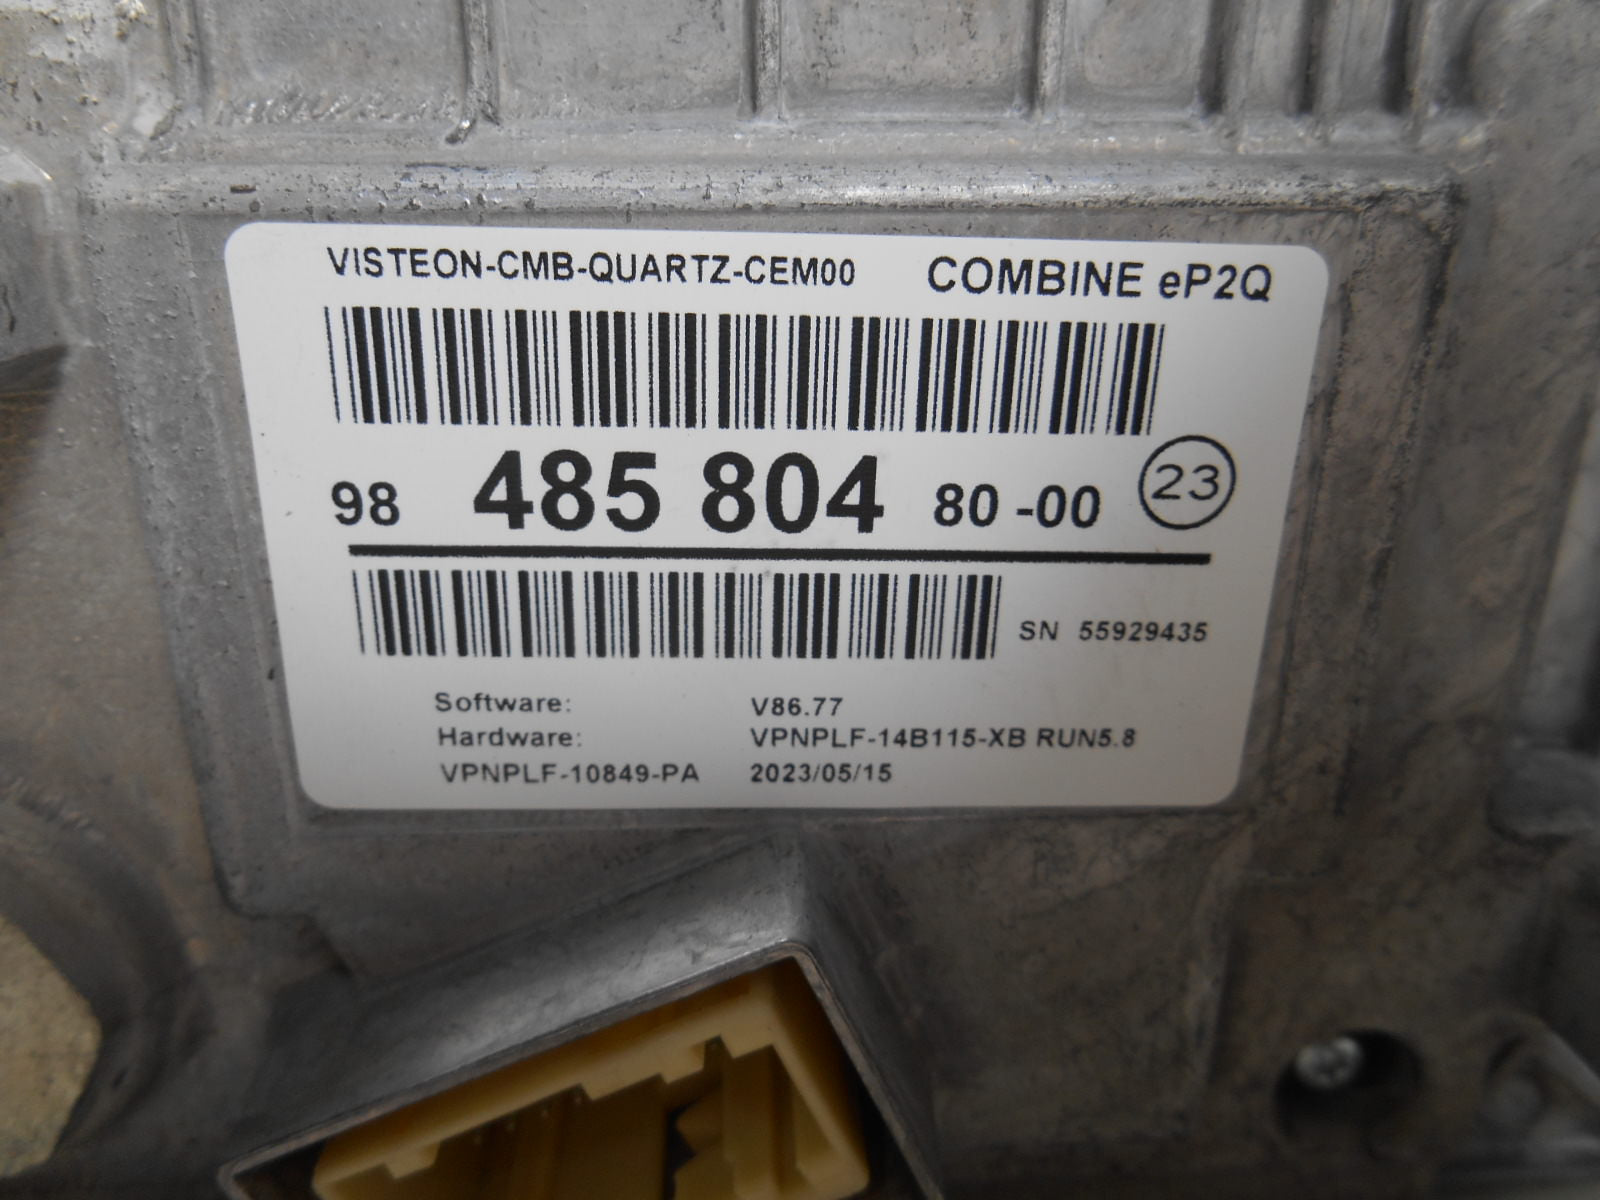 VISTEON-CMB-QUARTZ-CEM00 COMBINE eP2Q
98 485 804 80 -00 23
SN 55929435
Software: V86.77
Hardware: VPNPLF-14B115-XB RUN5.8
VPNPLF-10849-PA 2023/05/15